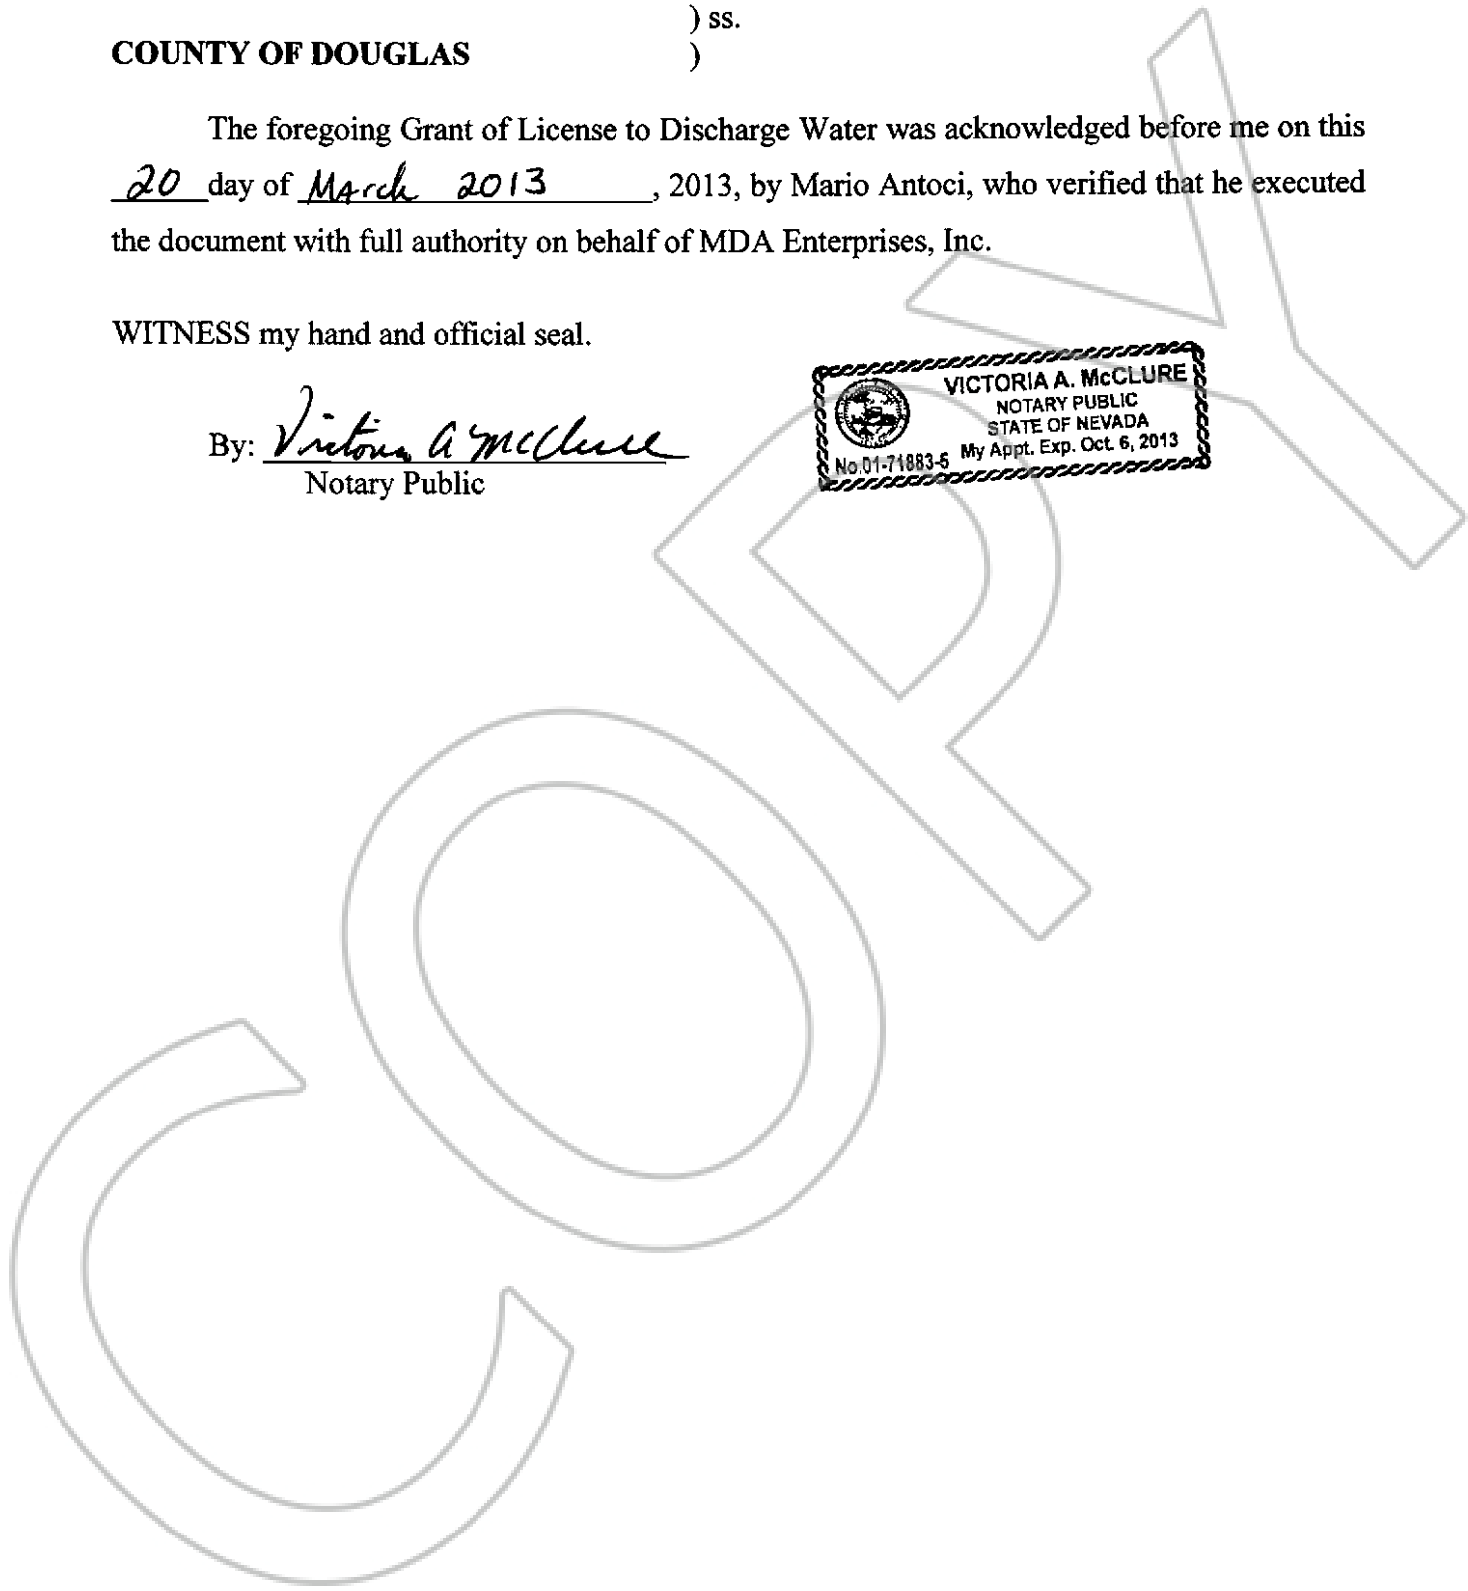 ) ss.
COUNTY OF DOUGLAS )
The foregoing Grant of License to Discharge Water was acknowledged before me on this
20 day of March 2013, 2013, by Mario Antoci, who verified that he executed
the document with full authority on behalf of MDA Enterprises, Inc.
WITNESS my hand and official seal.
By: Victoria A McClure
Notary Public
VICTORIA A. McCLURE
NOTARY PUBLIC
STATE OF NEVADA
My Appt. Exp. Oct. 6, 2013
No.01-71883-5
COPY